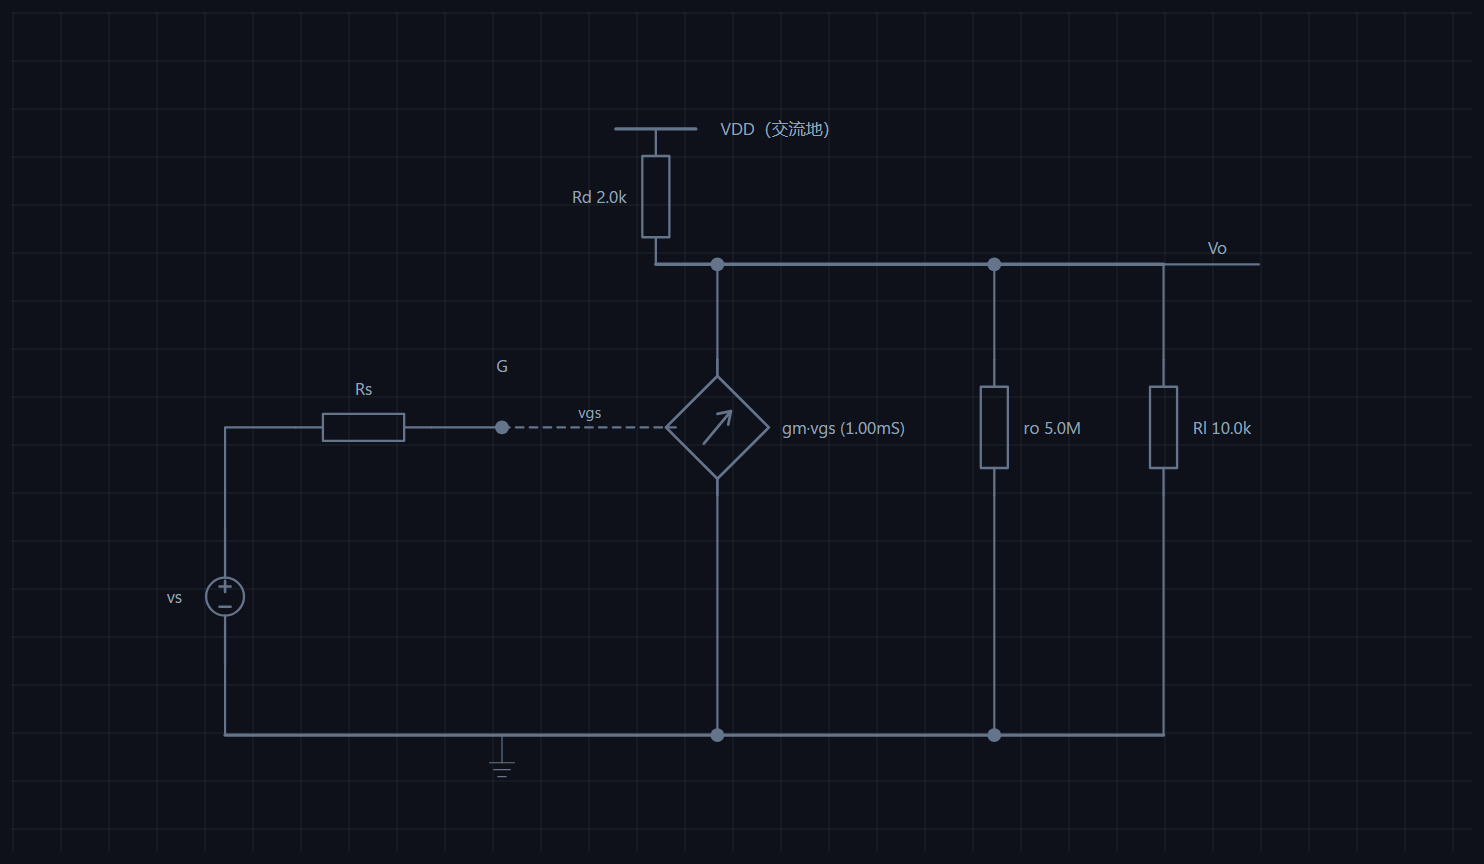 VDD（交流地）
Rd 2.0k
Vo
G
Rs
vgs
gm·vgs (1.00mS)
ro 5.0M
Rl 10.0k
vs